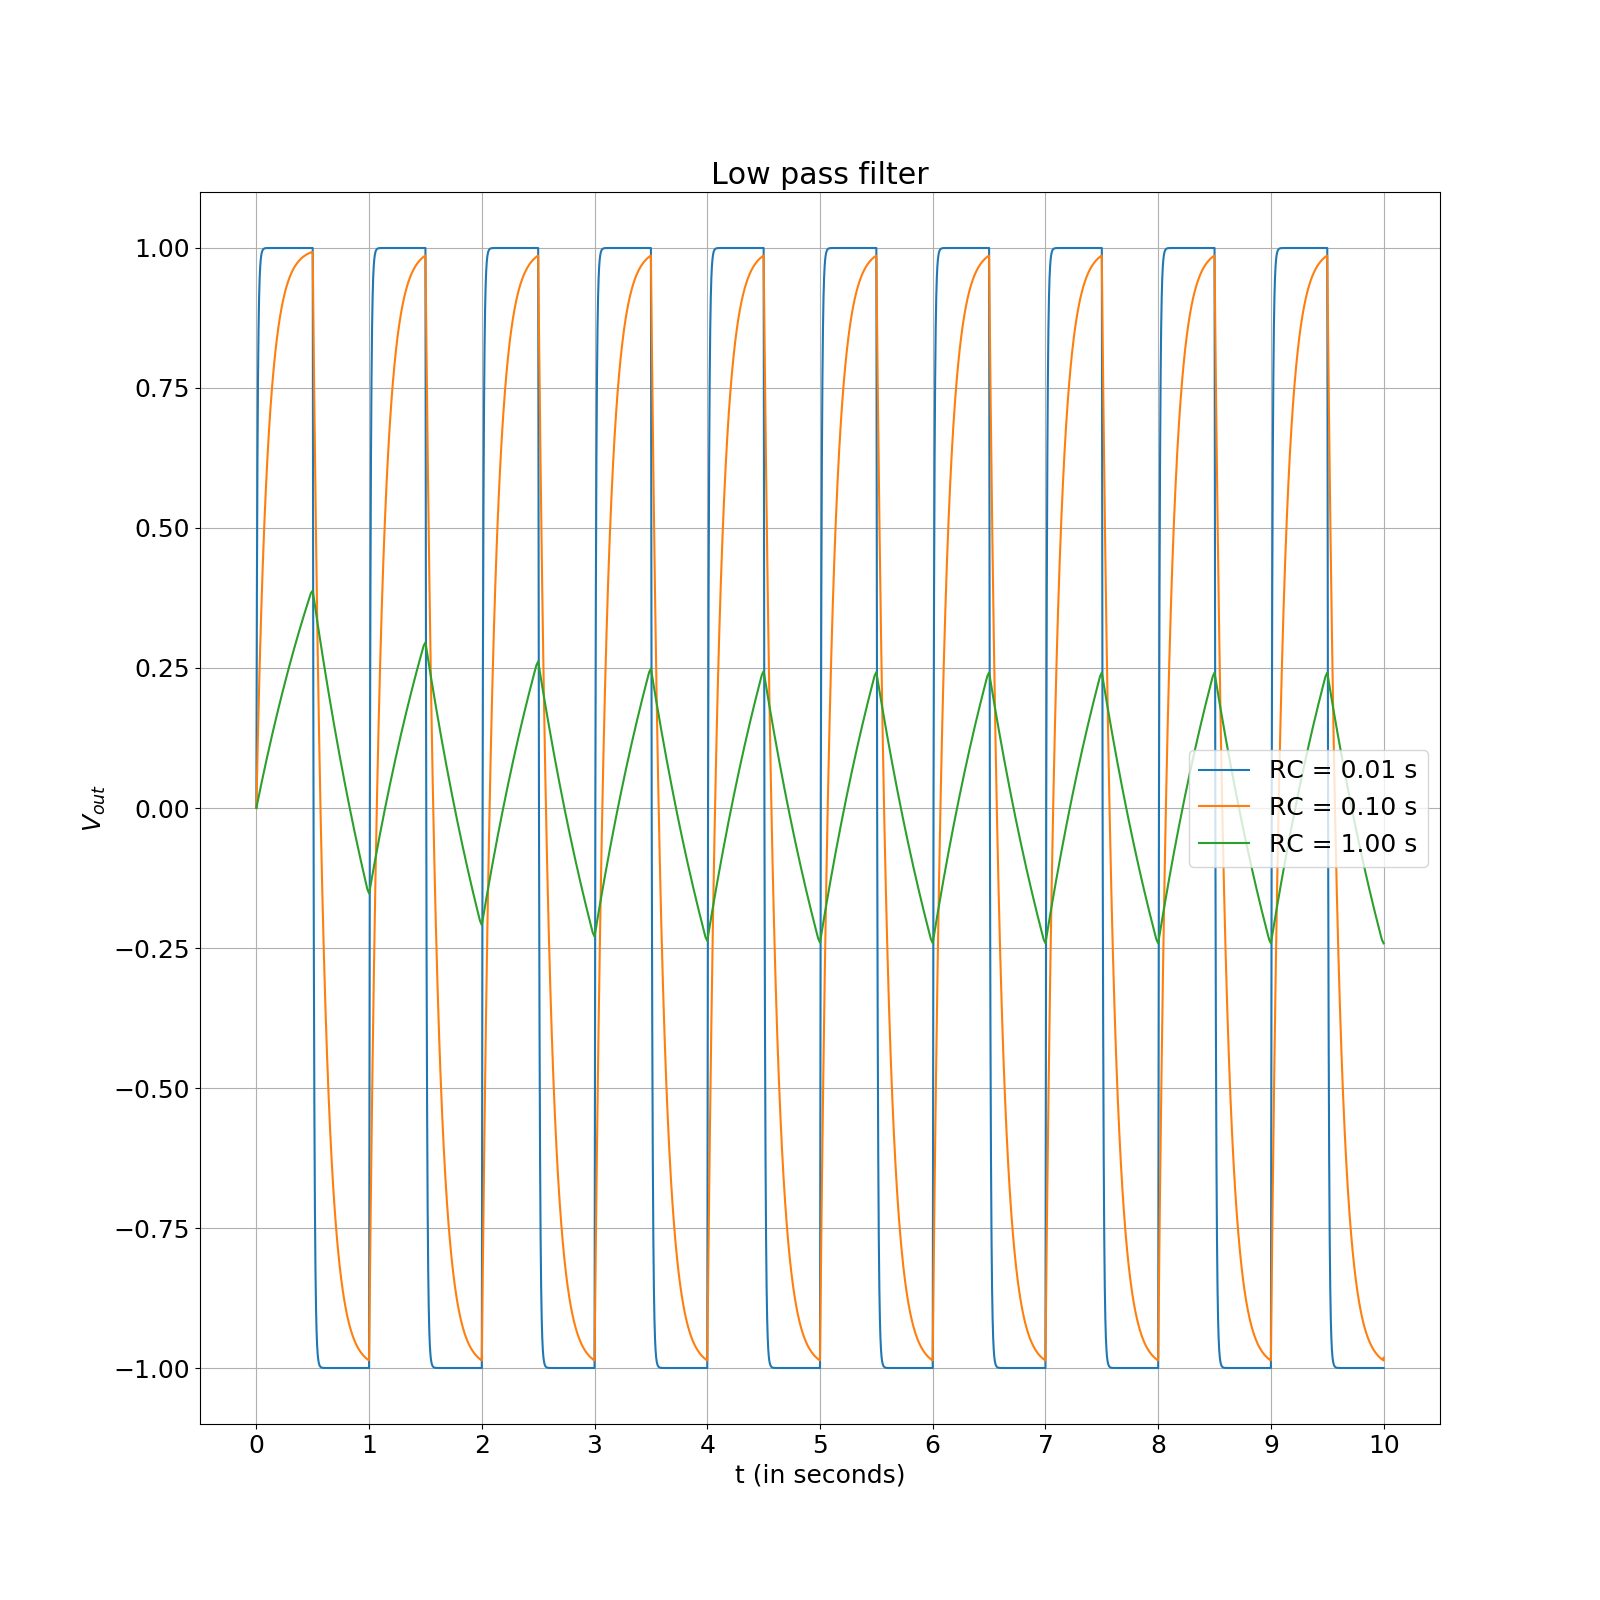 Low pass filter
1.00
0.75
0.50
0.25
0.00
−0.25
−0.50
−0.75
−1.00
V_out
RC = 0.01 s
RC = 0.10 s
RC = 1.00 s
0 1 2 3 4 5 6 7 8 9 10
t (in seconds)